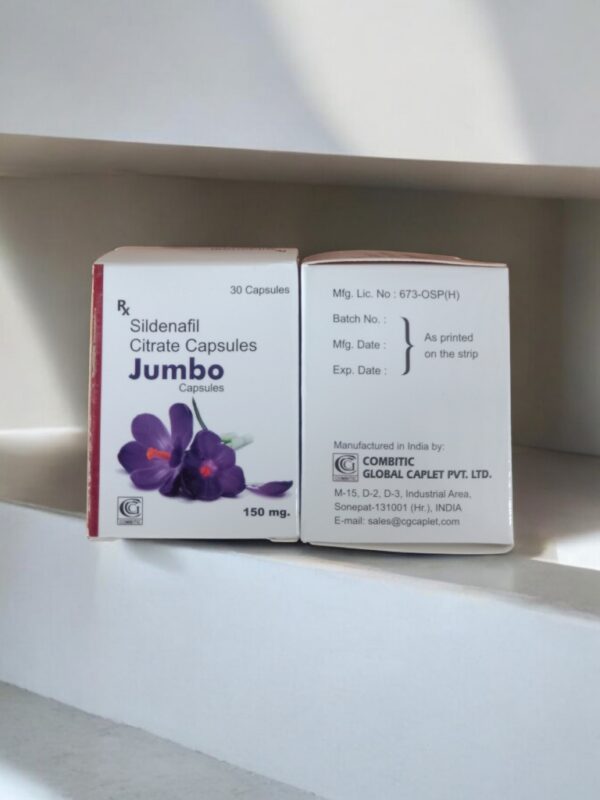 30 Capsules
Rx
Sildenafil
Citrate Capsules
Jumbo
Capsules
150 mg.
Mfg. Lic. No : 673-OSP(H)
Batch No. :
Mfg. Date :
Exp. Date :
As printed
on the strip
Manufactured in India by:
COMBITIC
GLOBAL CAPLET PVT. LTD.
M-15, D-2, D-3, Industrial Area,
Sonepat-131001 (Hr.), INDIA
E-mail: sales@cgcaplet.com